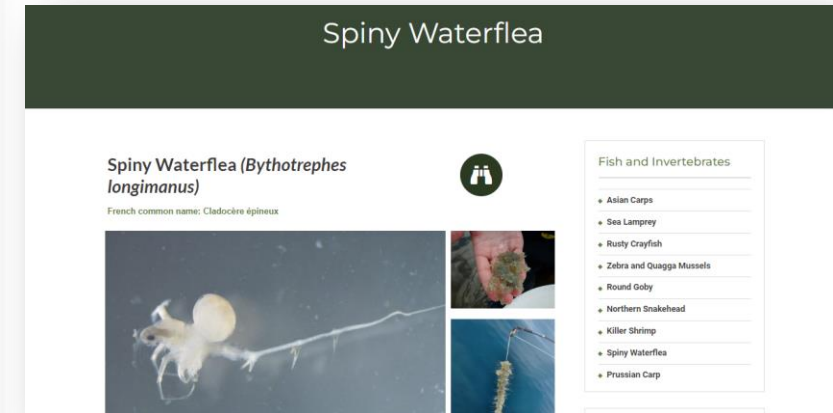 Spiny Waterflea
Spiny Waterflea (Bythotrephes
longimanus)
French common name: Cladocère épineux
Fish and Invertebrates
Asian Carps
Sea Lamprey
Rusty Crayfish
Zebra and Quagga Mussels
Round Goby
Northern Snakehead
Killer Shrimp
Spiny Waterflea
Prussian Carp